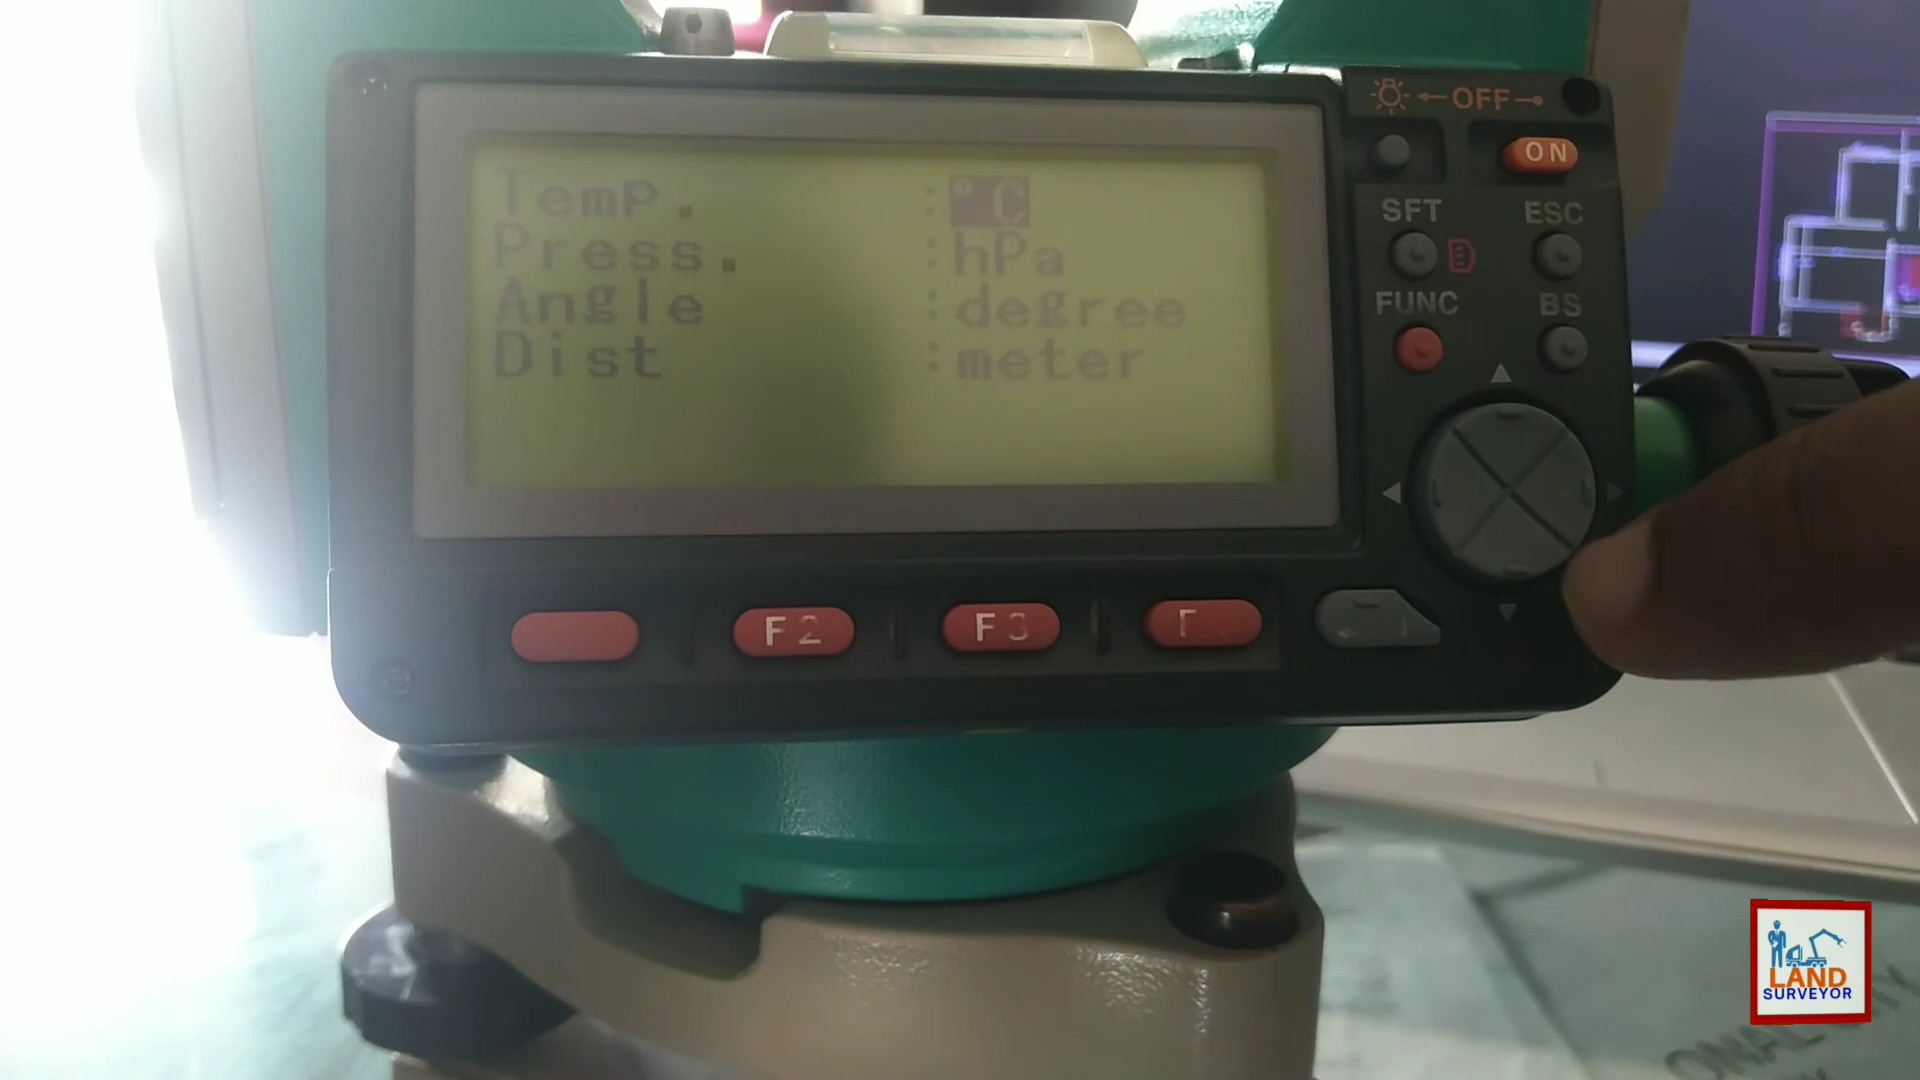 Temp. : °C
Press. : hPa
Angle : degree
Dist : meter
←OFF
ON
SFT
ESC
FUNC
BS
F2
F3
LAND
SURVEYOR